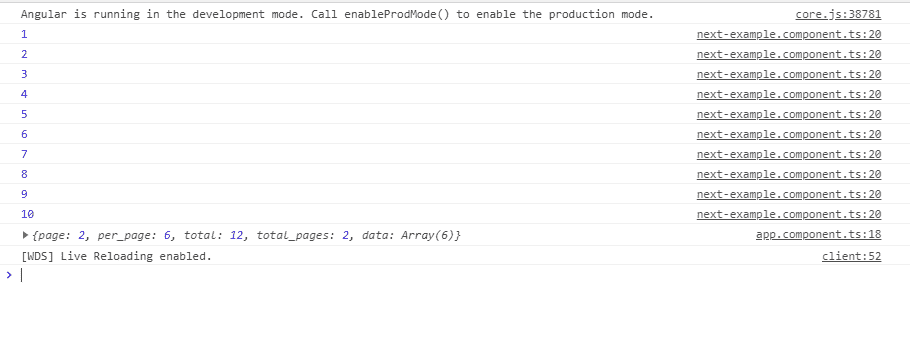 Angular is running in the development mode. Call enableProdMode() to enable the production mode. core.js:38781
1 next-example.component.ts:20
2 next-example.component.ts:20
3 next-example.component.ts:20
4 next-example.component.ts:20
5 next-example.component.ts:20
6 next-example.component.ts:20
7 next-example.component.ts:20
8 next-example.component.ts:20
9 next-example.component.ts:20
10 next-example.component.ts:20
{page: 2, per_page: 6, total: 12, total_pages: 2, data: Array(6)} app.component.ts:18
[WDS] Live Reloading enabled. client:52